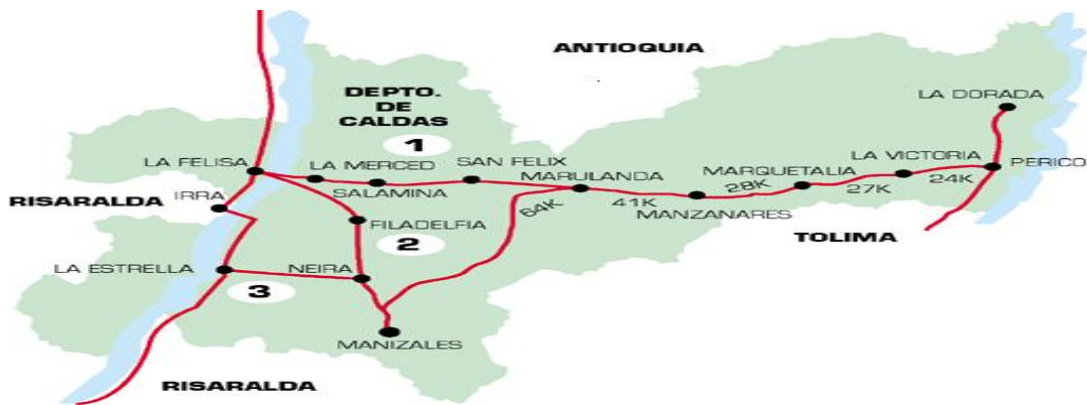 ANTIOQUIA
DEPTO.
DE
CALDAS
1
LA DORADA
LA FELISA
LA MERCED
SAN FELIX
LA VICTORIA
PERICO
SALAMINA
MARULANDA
MARQUETALIA
28K
27K
24K
IRRA
RISARALDA
64K
41K
MANZANARES
FILADELFIA
TOLIMA
2
LA ESTRELLA
NEIRA
3
MANIZALES
RISARALDA